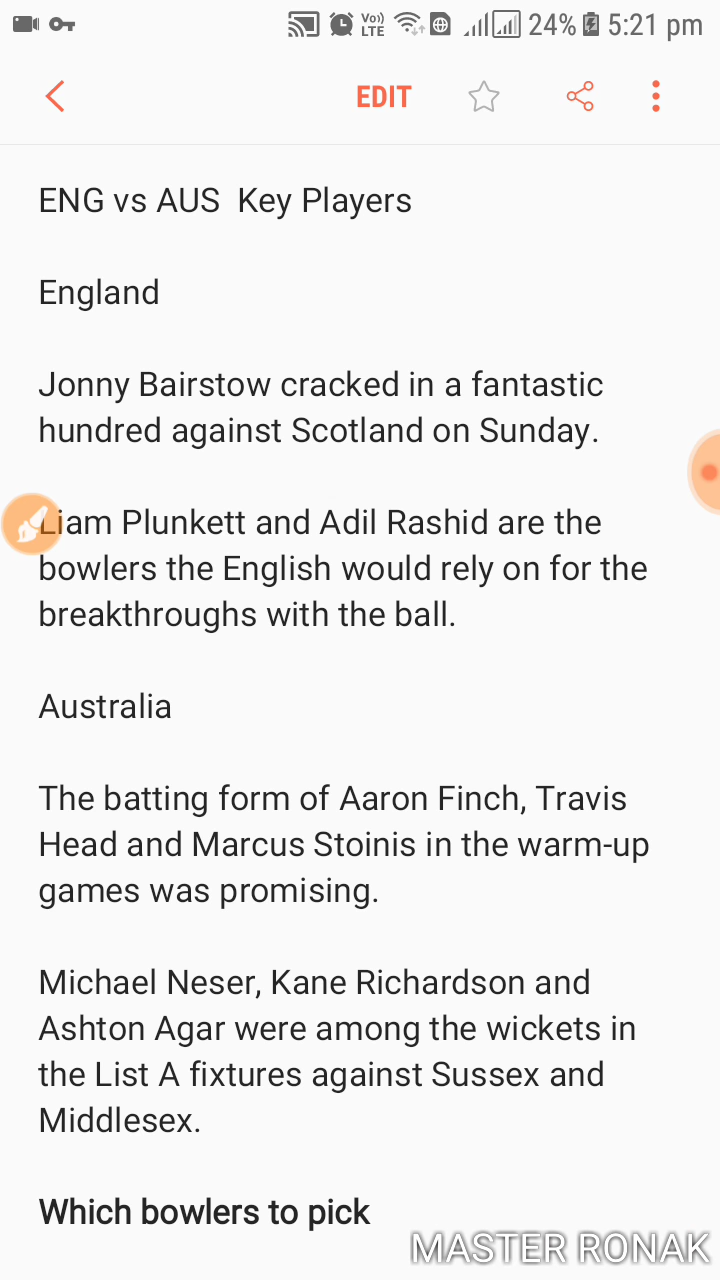 Vo))
LTE
24%
5:21 pm
EDIT
ENG vs AUS  Key Players
England
Jonny Bairstow cracked in a fantastic
hundred against Scotland on Sunday.
Liam Plunkett and Adil Rashid are the
bowlers the English would rely on for the
breakthroughs with the ball.
Australia
The batting form of Aaron Finch, Travis
Head and Marcus Stoinis in the warm-up
games was promising.
Michael Neser, Kane Richardson and
Ashton Agar were among the wickets in
the List A fixtures against Sussex and
Middlesex.
Which bowlers to pick
MASTER RONAK